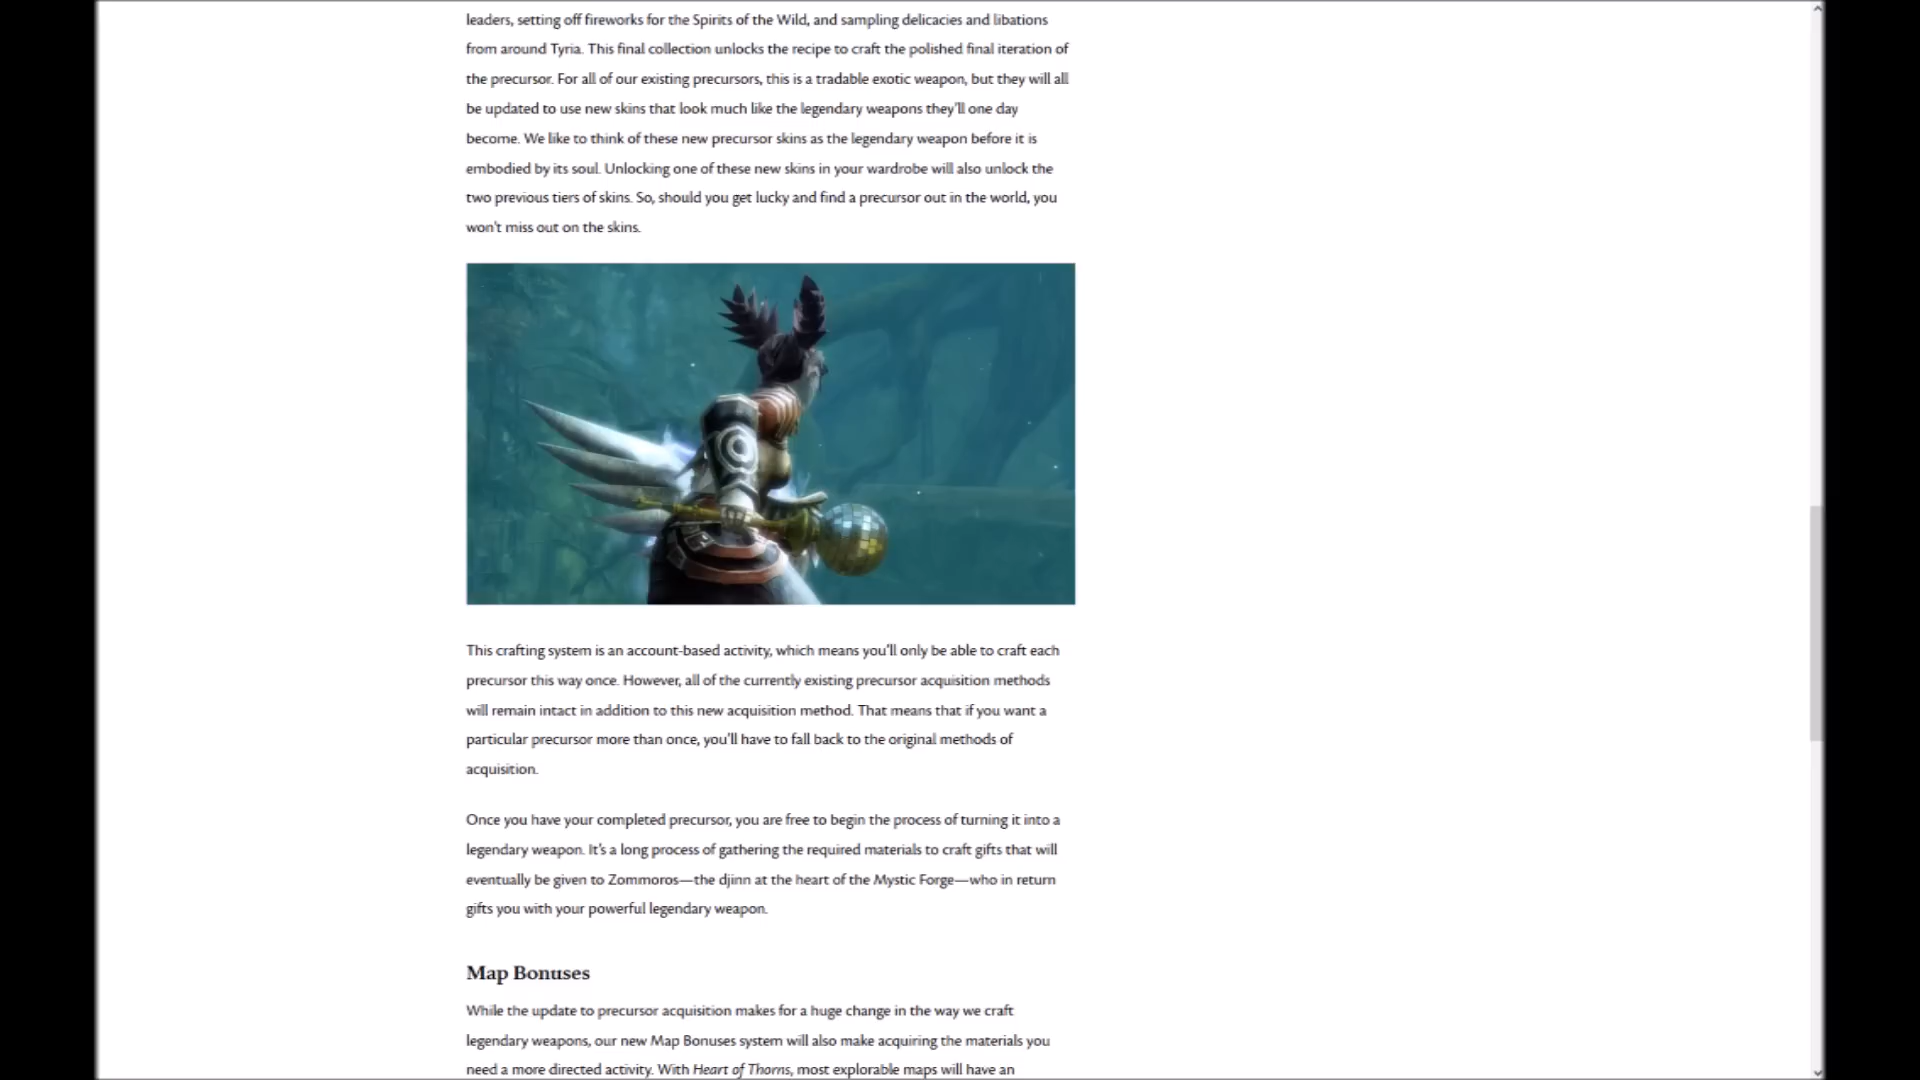 leaders, setting off fireworks for the Spirits of the Wild, and sampling delicacies and libations
from around Tyria. This final collection unlocks the recipe to craft the polished final iteration of
the precursor. For all of our existing precursors, this is a tradable exotic weapon, but they will all
be updated to use new skins that look much like the legendary weapons they'll one day
become. We like to think of these new precursor skins as the legendary weapon before it is
embodied by its soul. Unlocking one of these new skins in your wardrobe will also unlock the
two previous tiers of skins. So, should you get lucky and find a precursor out in the world, you
won't miss out on the skins.
This crafting system is an account-based activity, which means you'll only be able to craft each
precursor this way once. However, all of the currently existing precursor acquisition methods
will remain intact in addition to this new acquisition method. That means that if you want a
particular precursor more than once, you'll have to fall back to the original methods of
acquisition.
Once you have your completed precursor, you are free to begin the process of turning it into a
legendary weapon. It's a long process of gathering the required materials to craft gifts that will
eventually be given to Zommoros—the djinn at the heart of the Mystic Forge—who in return
gifts you with your powerful legendary weapon.
Map Bonuses
While the update to precursor acquisition makes for a huge change in the way we craft
legendary weapons, our new Map Bonuses system will also make acquiring the materials you
need a more directed activity. With Heart of Thorns, most explorable maps will have an